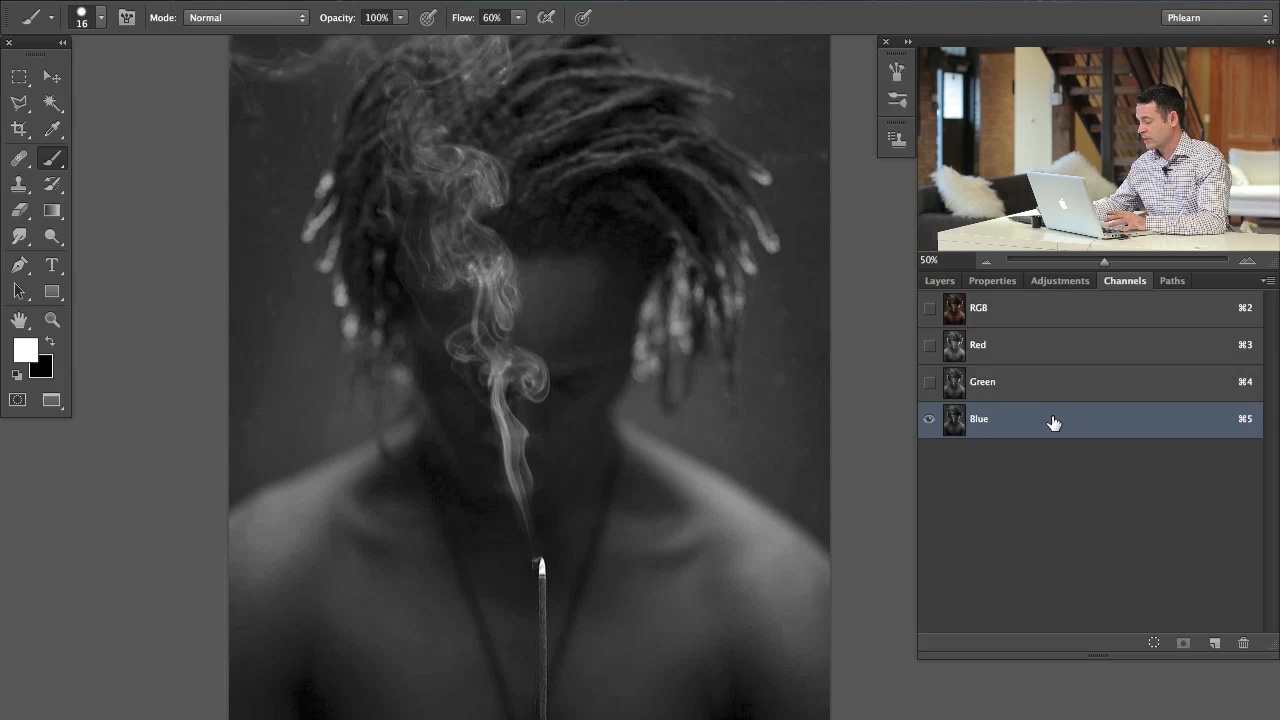 16
Mode: Normal
Opacity: 100%
Flow: 60%
Phlearn
50%
Layers
Properties
Adjustments
Channels
Paths
RGB ⌘2
Red ⌘3
Green ⌘4
Blue ⌘5